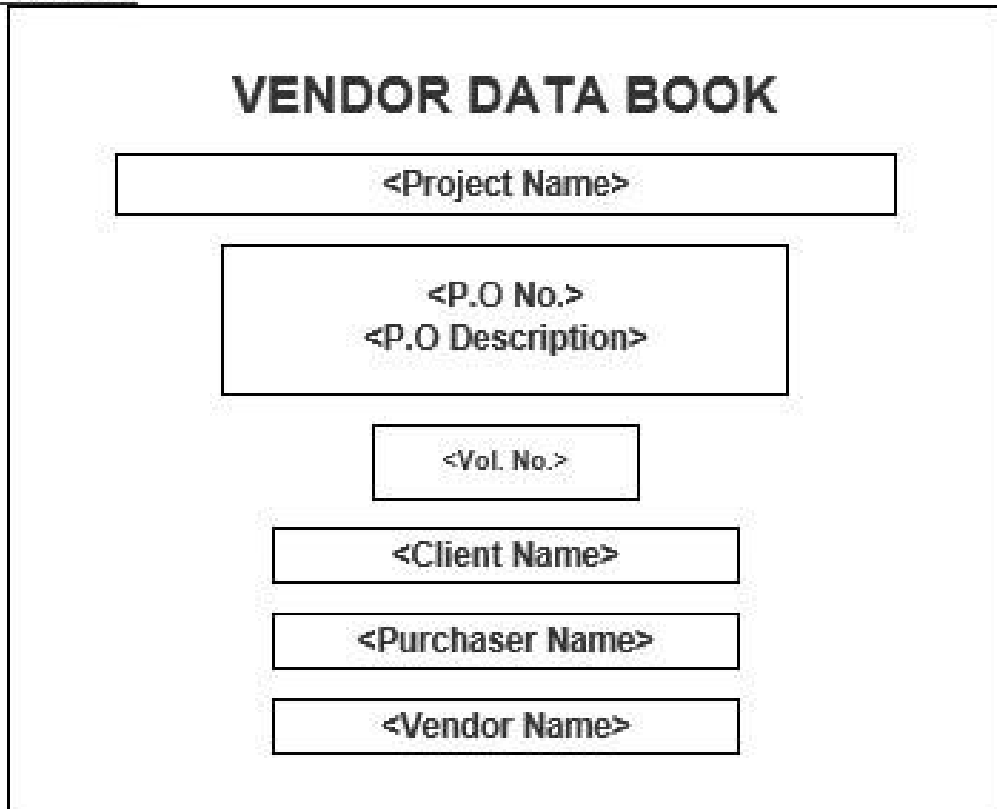 VENDOR DATA BOOK
<Project Name>
<P.O No.>
<P.O Description>
<Vol. No.>
<Client Name>
<Purchaser Name>
<Vendor Name>